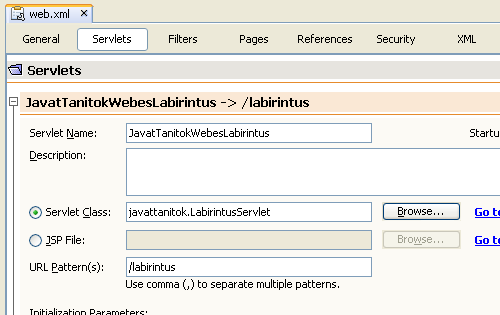 web.xml
General Servlets Filters Pages References Security XML
Servlets
JavatTanitokWebesLabirintus -> /labirintus
Servlet Name: JavatTanitokWebesLabirintus Startu
Description:
Servlet Class: javattanitok.LabirintusServlet Browse... Go to
JSP File: Browse... Go to
URL Pattern(s): /labirintus
Use comma (,) to separate multiple patterns.
Initialization Parameters: